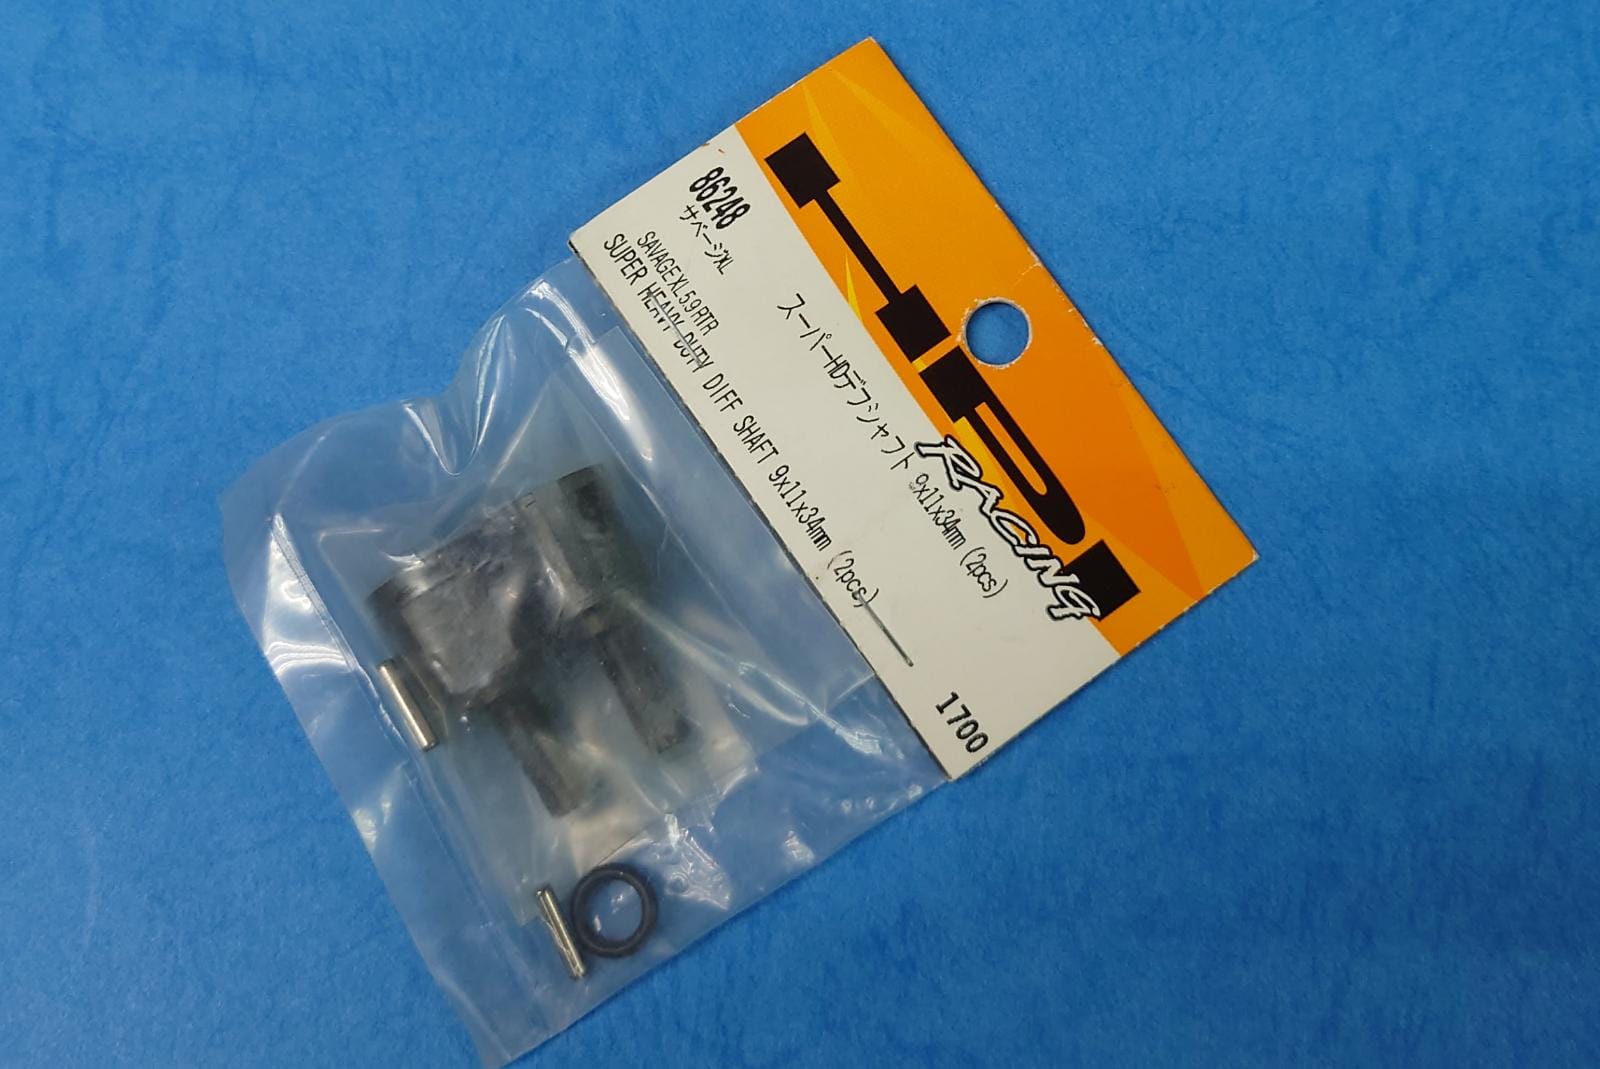 HPI
RACING
86248
スーパーHDデフシャフト 9x11x34mm (2pcs)
サベージXL
SAVAGE XL 5.9 RTR
SUPER HEAVY DUTY DIFF SHAFT 9x11x34mm (2pcs)
1700